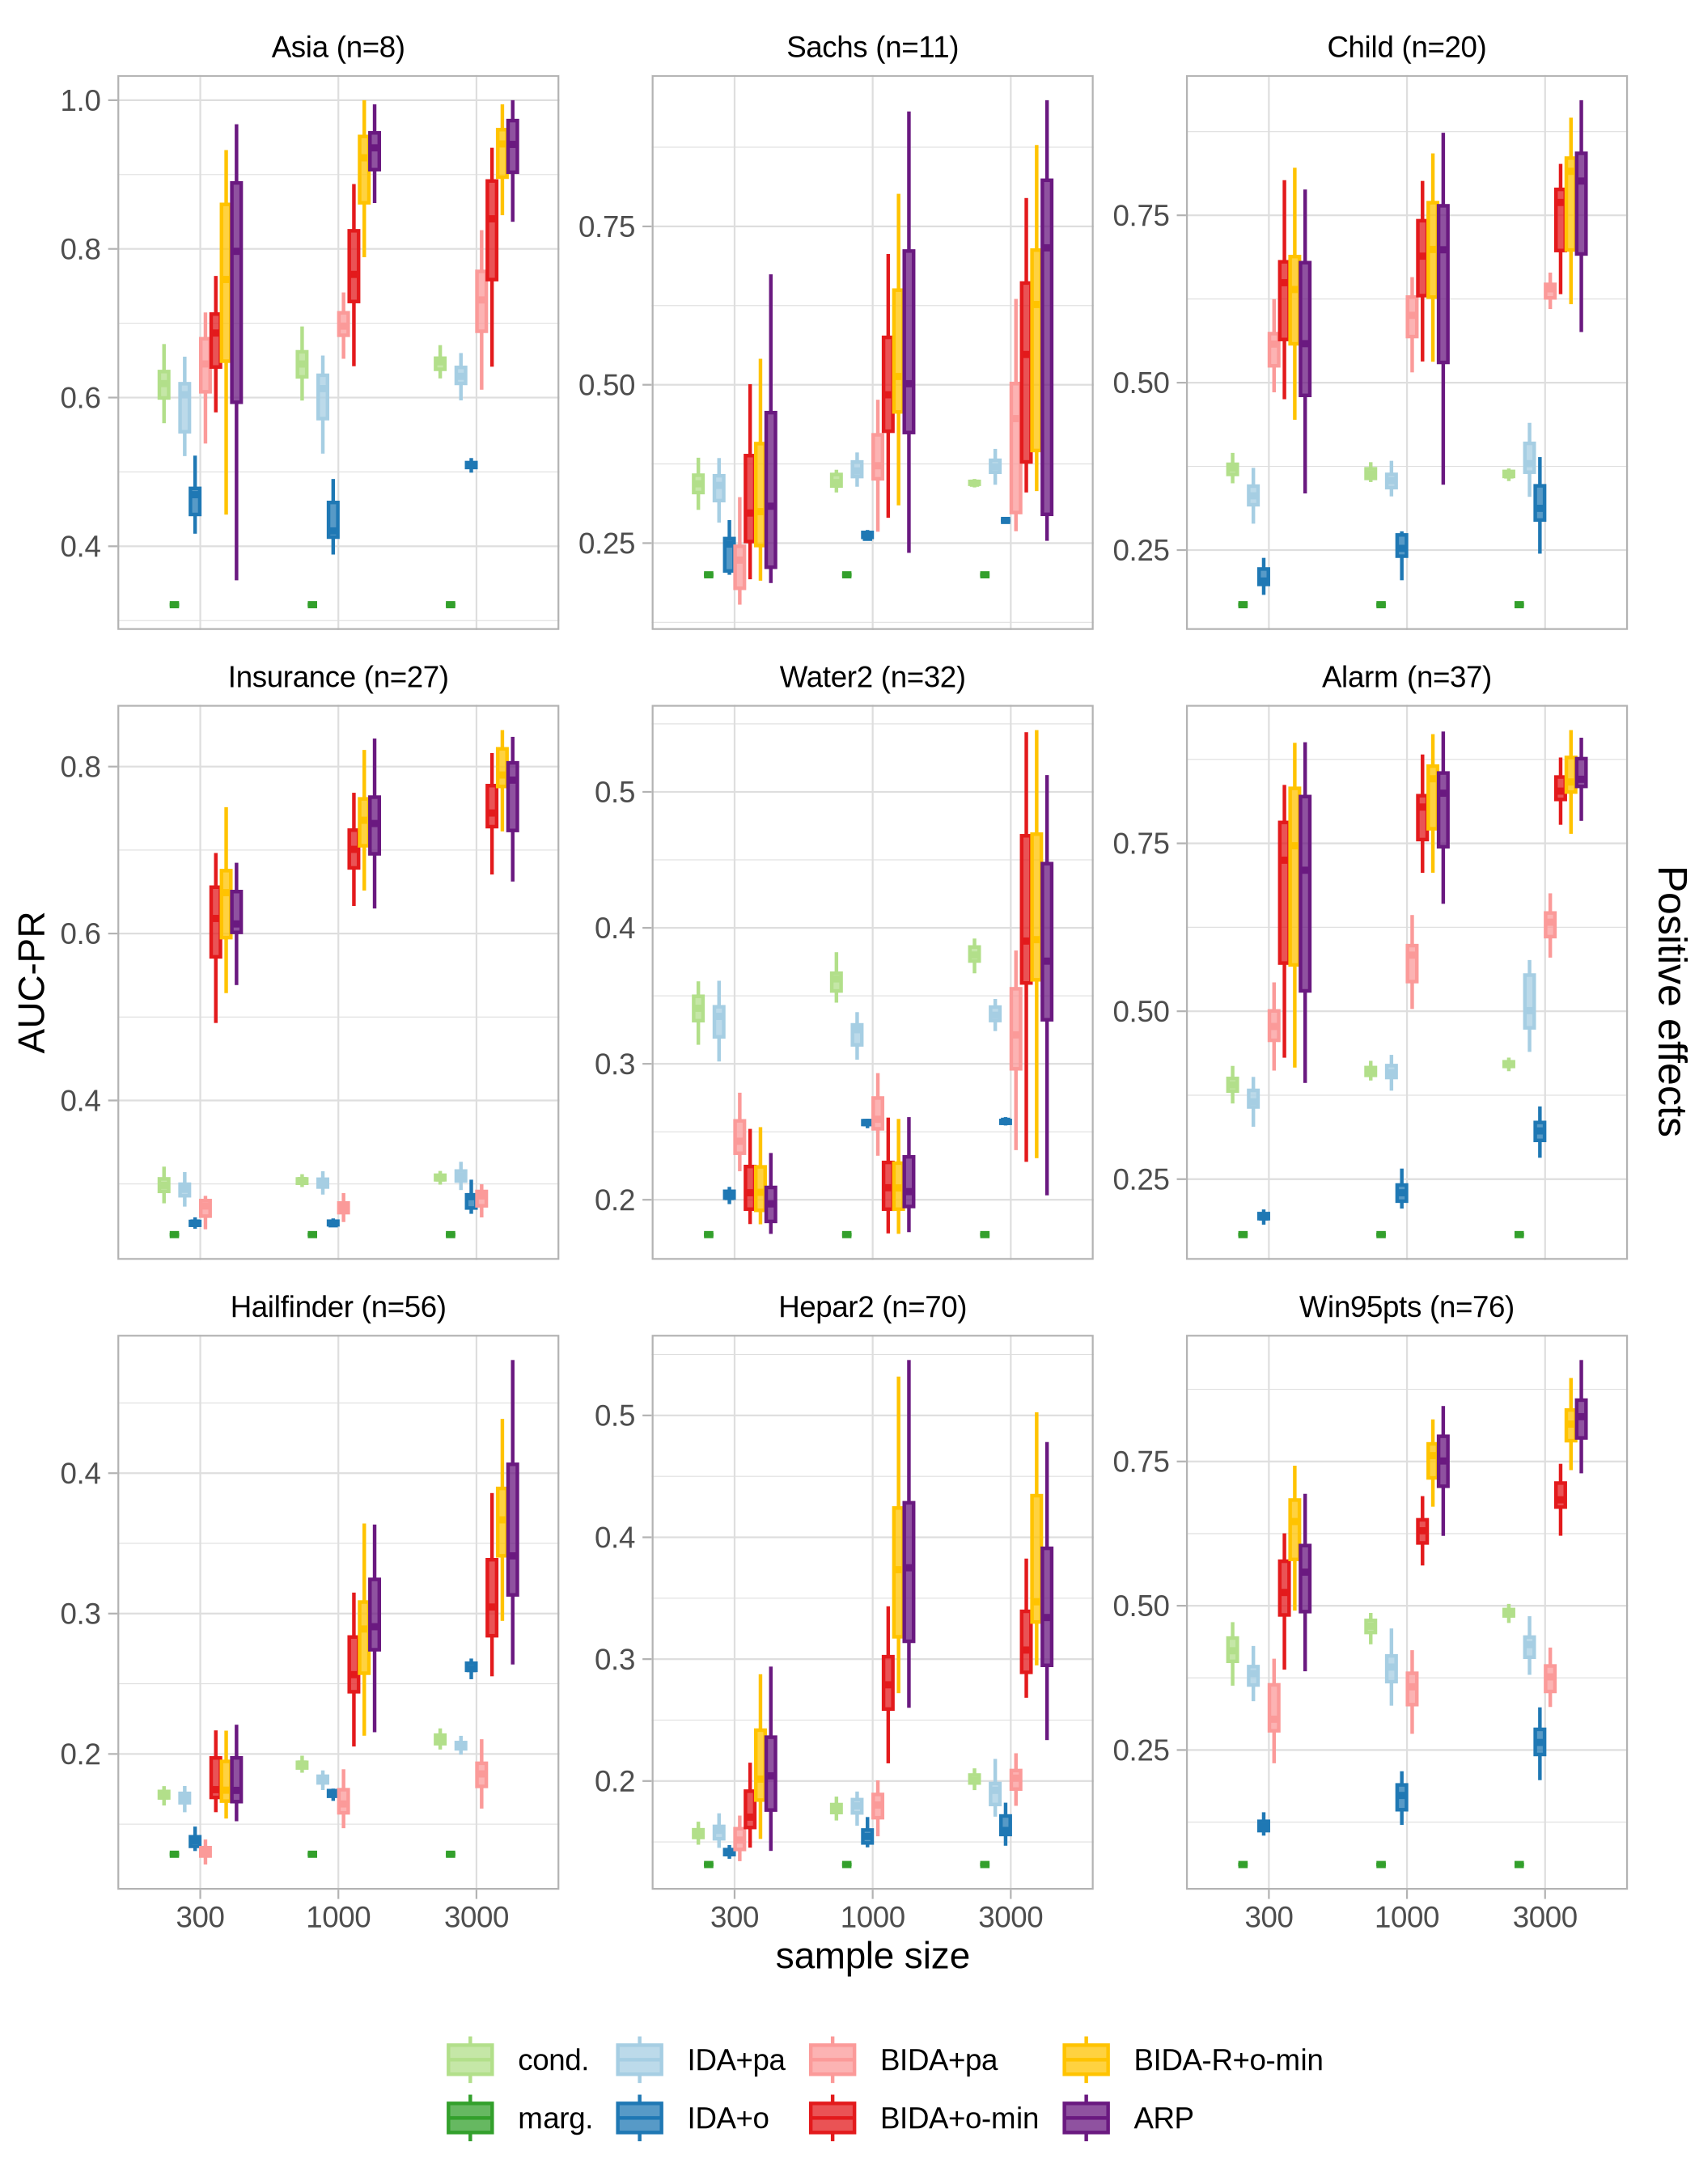 Asia (n=8)
Sachs (n=11)
Child (n=20)
1.0
0.8
0.6
0.4
0.75
0.50
0.25
0.75
0.50
0.25
Insurance (n=27)
Water2 (n=32)
Alarm (n=37)
0.8
0.6
0.4
0.5
0.4
0.3
0.2
0.75
0.50
0.25
AUC-PR
Positive effects
Hailfinder (n=56)
Hepar2 (n=70)
Win95pts (n=76)
0.4
0.3
0.2
0.5
0.4
0.3
0.2
0.75
0.50
0.25
300 1000 3000
300 1000 3000
300 1000 3000
sample size
cond. IDA+pa BIDA+pa BIDA-R+o-min
marg. IDA+o BIDA+o-min ARP